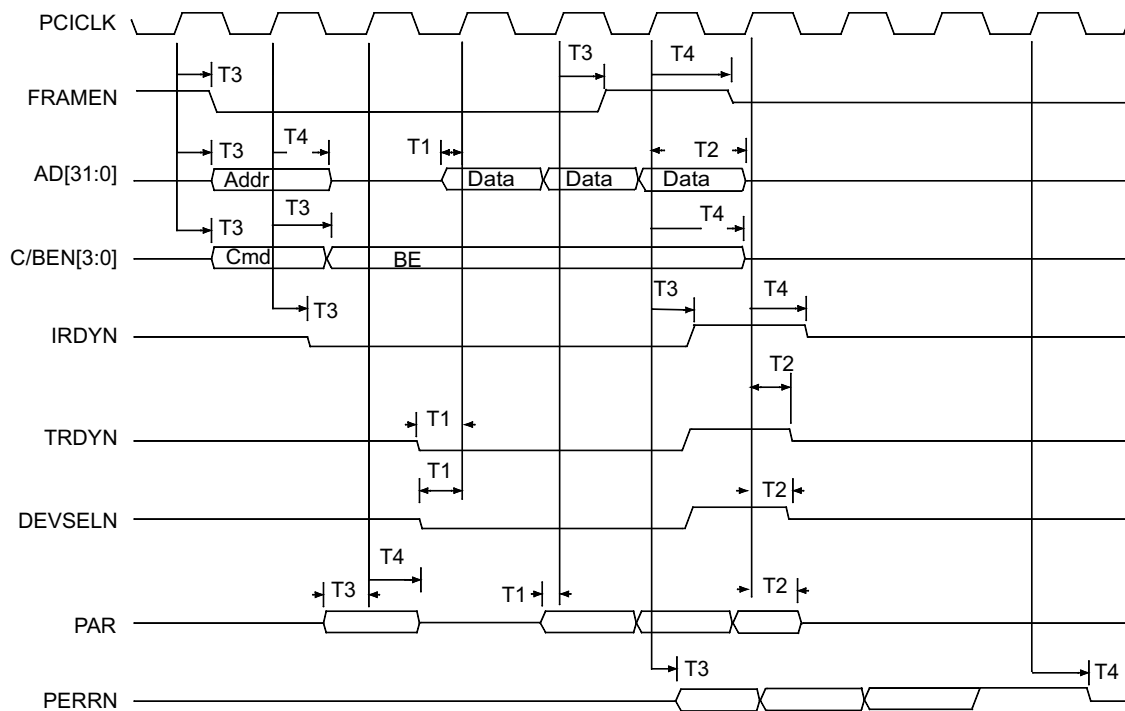 PCICLK
T3 T3 T4
FRAMEN
T3 T4 T1 T2
AD[31:0] Addr Data Data Data
T3 T3 T4
C/BEN[3:0] Cmd BE
T3 T3 T4
IRDYN
T2
T1
TRDYN
T1 T2
DEVSELN
T4
T3 T1 T2
PAR
T3 T4
PERRN